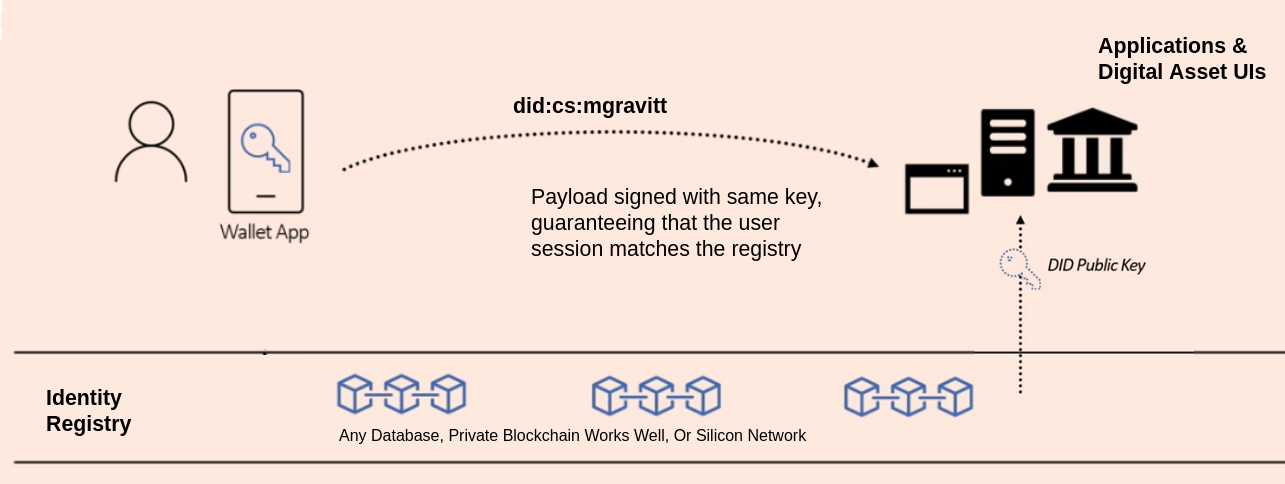 Applications &
Digital Asset UIs
did:cs:mgravitt
Payload signed with same key,
guaranteeing that the user
session matches the registry
Wallet App
DID Public Key
Identity
Registry
Any Database, Private Blockchain Works Well, Or Silicon Network